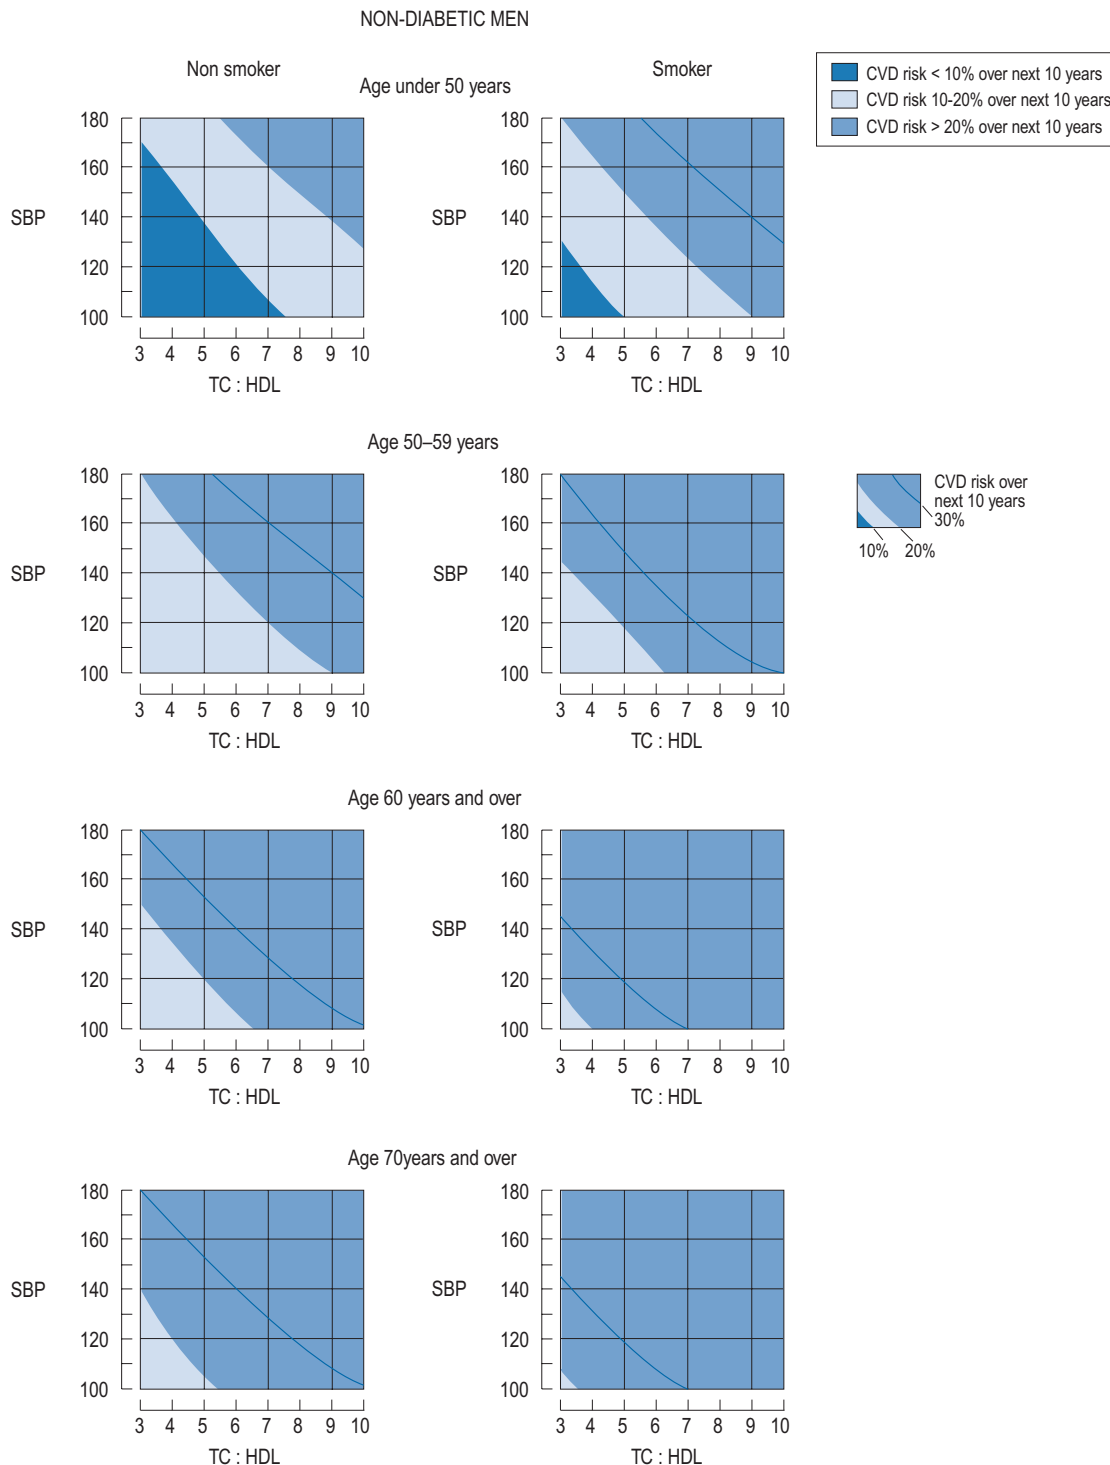 NON-DIABETIC MEN
Non smoker
Smoker
Age under 50 years
CVD risk < 10% over next 10 years
CVD risk 10-20% over next 10 years
CVD risk > 20% over next 10 years
180
160
140
120
100
SBP
3 4 5 6 7 8 9 10
TC : HDL
180
160
140
120
100
SBP
3 4 5 6 7 8 9 10
TC : HDL
Age 50–59 years
180
160
140
120
100
SBP
3 4 5 6 7 8 9 10
TC : HDL
180
160
140
120
100
SBP
3 4 5 6 7 8 9 10
TC : HDL
CVD risk over
next 10 years
30%
10% 20%
Age 60 years and over
180
160
140
120
100
SBP
3 4 5 6 7 8 9 10
TC : HDL
180
160
140
120
100
SBP
3 4 5 6 7 8 9 10
TC : HDL
Age 70years and over
180
160
140
120
100
SBP
3 4 5 6 7 8 9 10
TC : HDL
180
160
140
120
100
SBP
3 4 5 6 7 8 9 10
TC : HDL